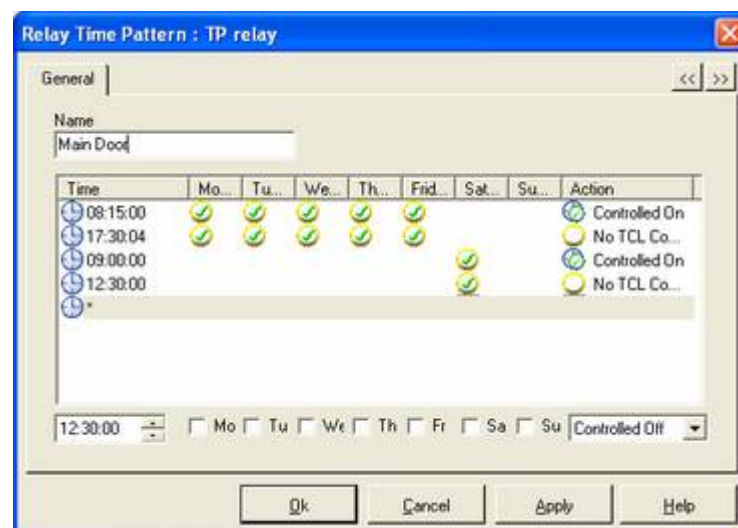 Relay Time Pattern : TP relay
General
<< >>
Name
Main Door
Time Mo... Tu... We... Th... Frid... Sat... Su... Action
08:15:00 Controlled On
17:30:04 No TCL Co...
09:00:00 Controlled On
12:30:00 No TCL Co...
*
12:30:00 Mo Tu We Th Fr Sa Su Controlled Off
Ok Cancel Apply Help